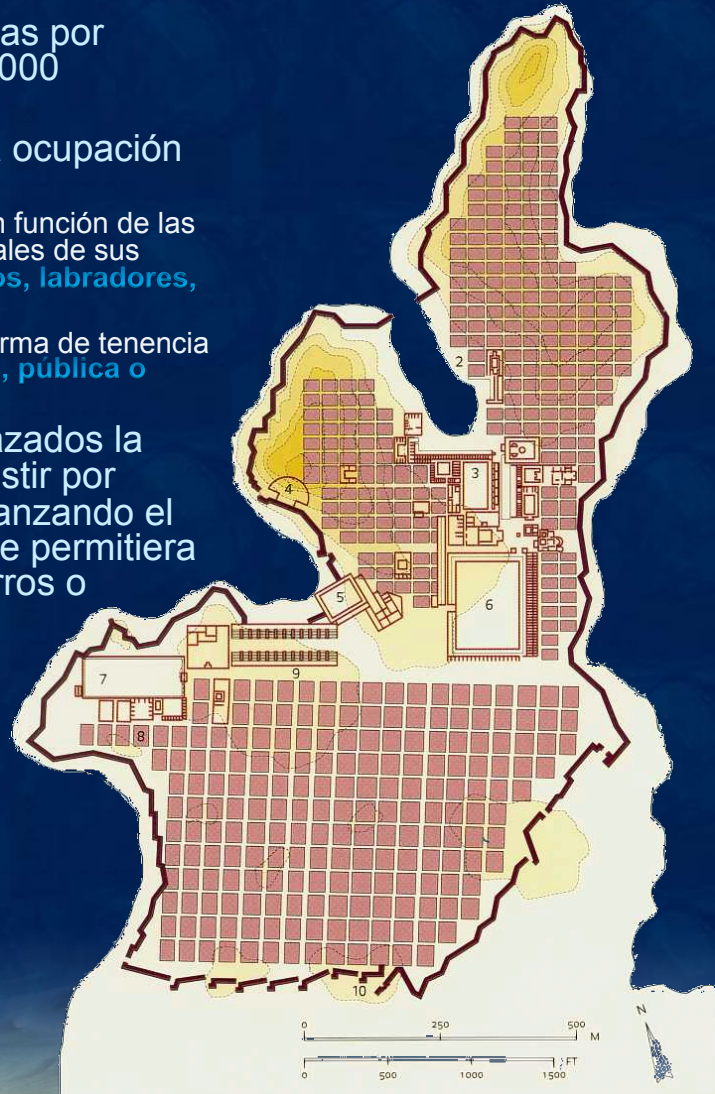 as por
000
ocupación
n función de las
ales de sus
os, labradores,
rma de tenencia
, pública o
azados la
stir por
anzando el
e permitiera
rros o
2
3
4
5
6
7
8
9
10
0 250 500 M
0 500 1000 1500 FT
N